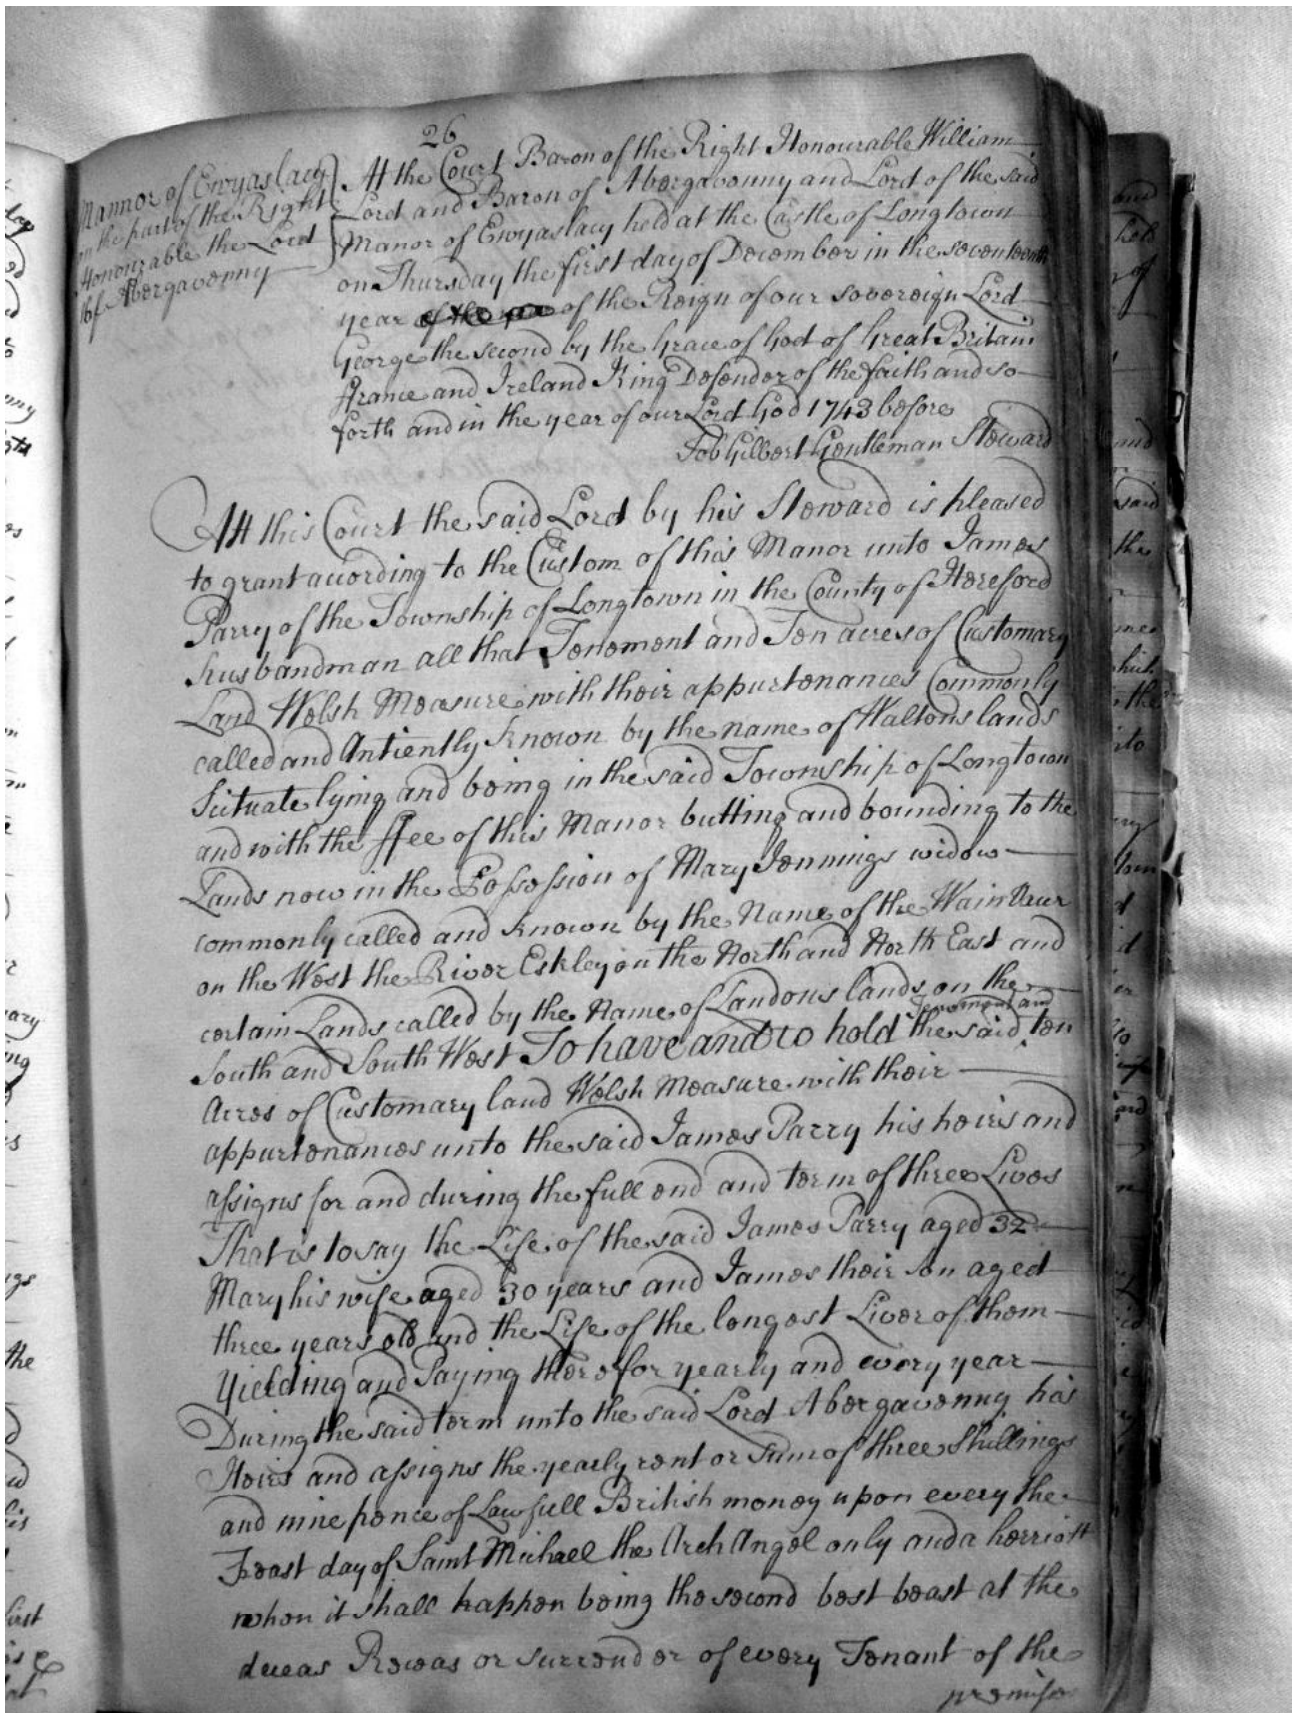 26
Mannor of Ewyaslacy
on the part of the Right
Honourable the Lord
of Abergavenny
At the Court Baron of the Right Honourable William
Lord and Baron of Abergavenny and Lord of the said
Manor of Ewyaslacy held at the Castle of Longtown
on Thursday the first day of December in the seventeenth
year of the Reign of our Sovereign Lord
George the second by the Grace of God of Great Britain
ffrance and Ireland King Defender of the faith and so
forth and in the year of our Lord God 1743 before
Job Gilbert Gentleman Steward
Att this Court the said Lord by his Steward is pleased
to grant according to the Custom of this Manor unto James
Parry of the Township of Longtown in the County of Hereford
husbandman all that Tenement and Ten acres of Customary
Land Welsh Measure with their appurtenances Commonly
called and Antiently known by the name of Waltons lands
Scituate lying and being in the said Township of Longtown
and with the ffee of this Manor butting and bounding to the
Lands now in the Possession of Mary Jennings widow
commonly called and known by the Name of the Wain
on the West the River Eskley on the North and North East and
certain Lands called by the Name of Landons lands on the
South and South West To have and to hold the said Tenement and ten
Acres of Customary land Welsh Measure with their
appurtenances unto the said James Parry his heirs and
assigns for and during the full end and term of three Lives
That is to say the Life of the said James Parry aged 32
Mary his wife aged 30 years and James their son aged
three years old and the Life of the longest Liver of them
Yielding and Paying therefor yearly and every year
During the said term unto the said Lord Abergavenny his
Heirs and assigns the yearly rent or sum of three Shillings
and nine pence of Lawfull British money upon every the
Feast day of Saint Michael the Arch Angel only and a herriott
when it shall happen being the second best beast at the
deceas Releas or surrender of every Tenant of the
premises